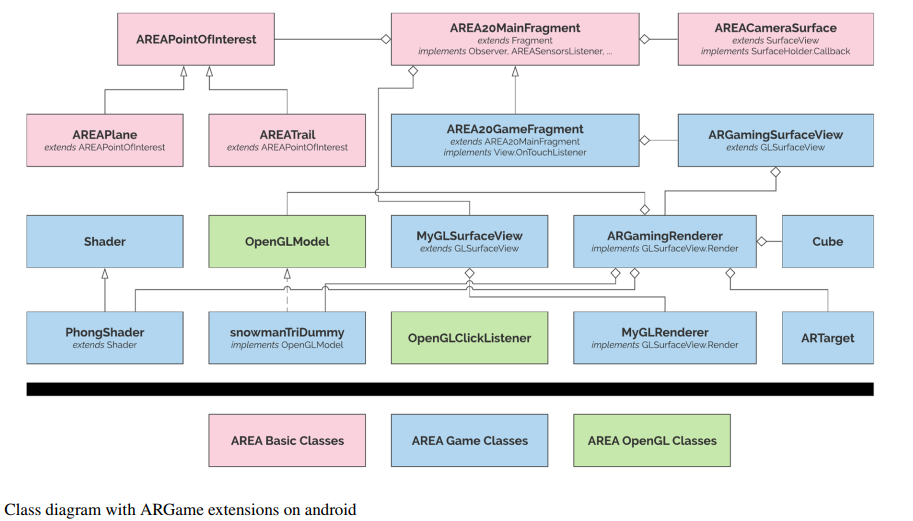 AREAPointOfInterest
AREA20MainFragment
extends Fragment
implements Observer, AREASensorsListener, ...
AREACameraSurface
extends SurfaceView
implements SurfaceHolder.Callback
AREAPlane
extends AREAPointOfInterest
AREATrail
extends AREAPointOfInterest
AREA20GameFragment
extends AREA20MainFragment
implements View.OnTouchListener
ARGamingSurfaceView
extends GLSurfaceView
Shader
OpenGLModel
MyGLSurfaceView
extends GLSurfaceView
ARGamingRenderer
implements GLSurfaceView.Render
Cube
PhongShader
extends Shader
snowmanTriDummy
implements OpenGLModel
OpenGLClickListener
MyGLRenderer
implements GLSurfaceView.Render
ARTarget
AREA Basic Classes
AREA Game Classes
AREA OpenGL Classes
Class diagram with ARGame extensions on android